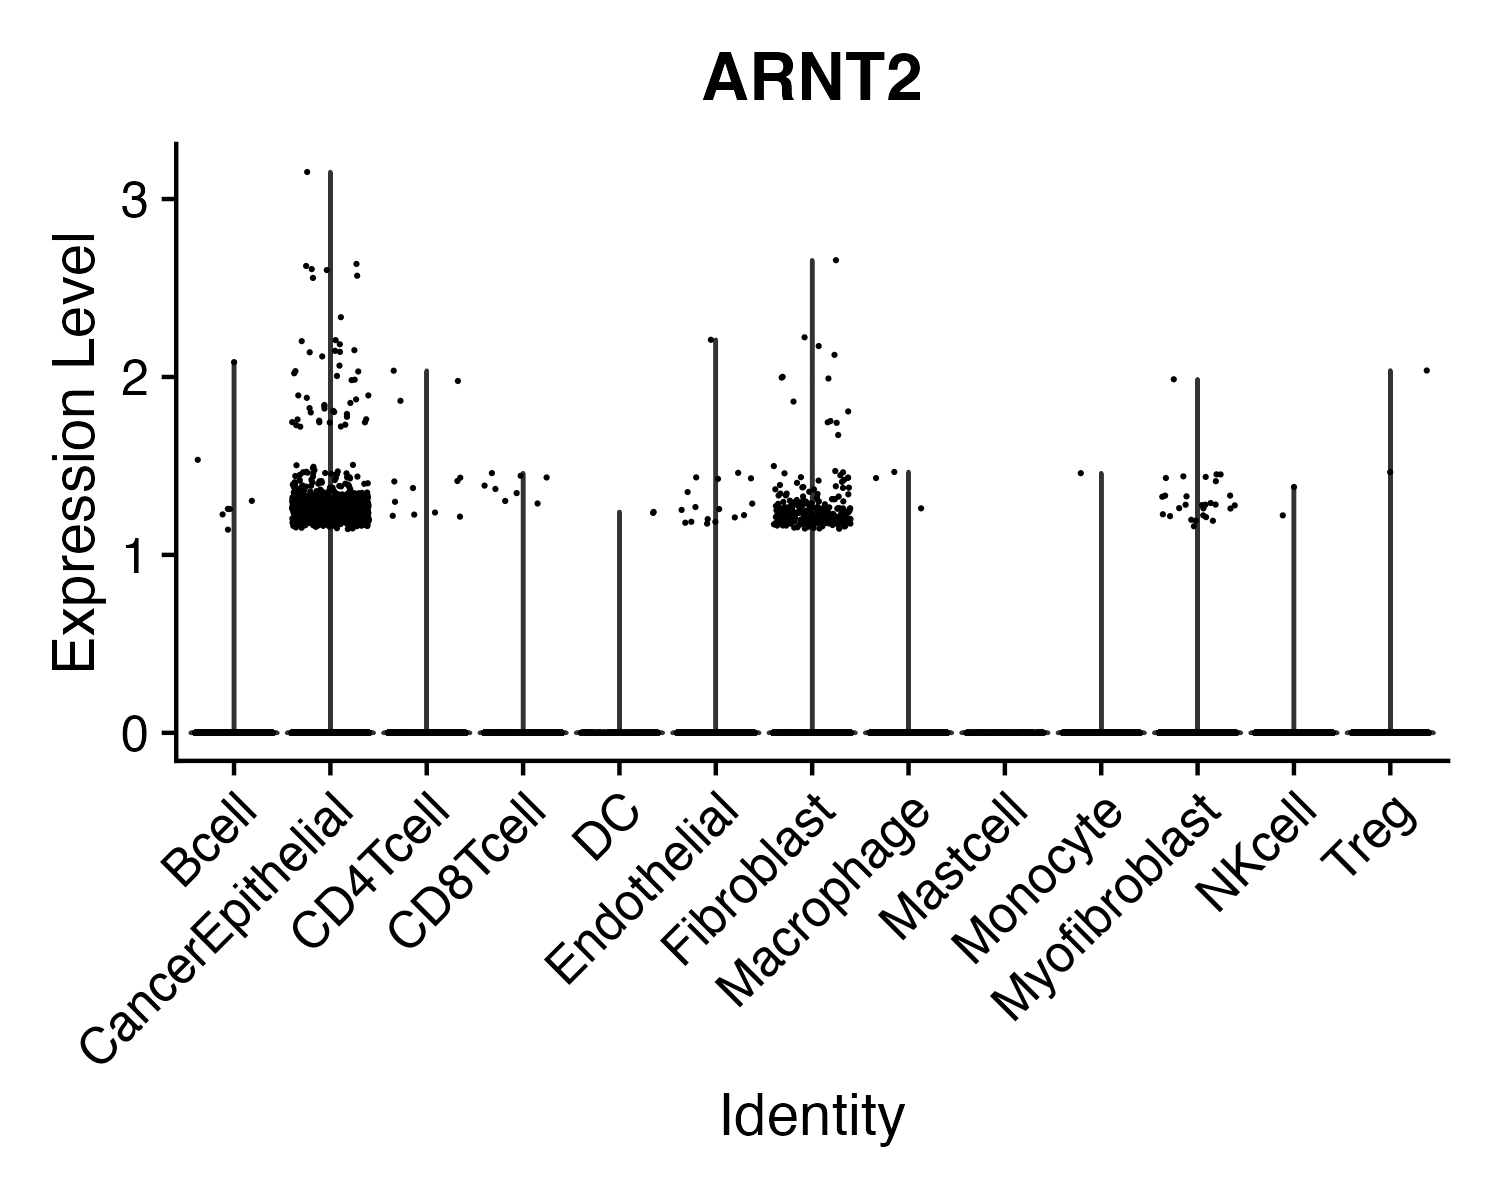 ARNT2
Expression Level
3
2
1
0
Bcell
CancerEpithelial
CD4Tcell
CD8Tcell
DC
Endothelial
Fibroblast
Macrophage
Mastcell
Monocyte
Myofibroblast
NKcell
Treg
Identity